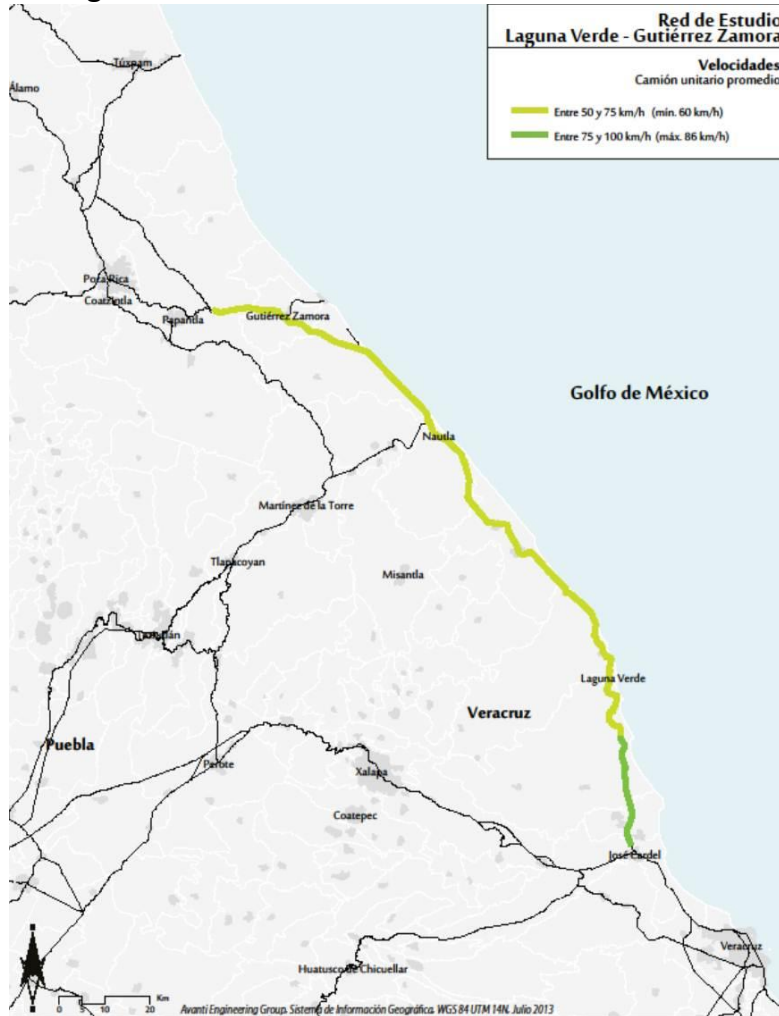 Red de Estudio
Laguna Verde - Gutiérrez Zamora
Velocidades
Camión unitario promedio
Entre 50 y 75 km/h (mín. 60 km/h)
Entre 75 y 100 km/h (máx. 86 km/h)
Túxpam
Álamo
Poza Rica
Coatzintla
Papantla
Gutiérrez Zamora
Golfo de México
Nautla
Martínez de la Torre
Tlapacoyan
Misantla
Laguna Verde
Veracruz
Puebla
Perote
Xalapa
Coatepec
José Cardel
Veracruz
Huatusco de Chicuellar
0 5 10 20 Km
Avanti Engineering Group. Sistema de Información Geográfica. WGS 84 UTM 14N. Julio 2013